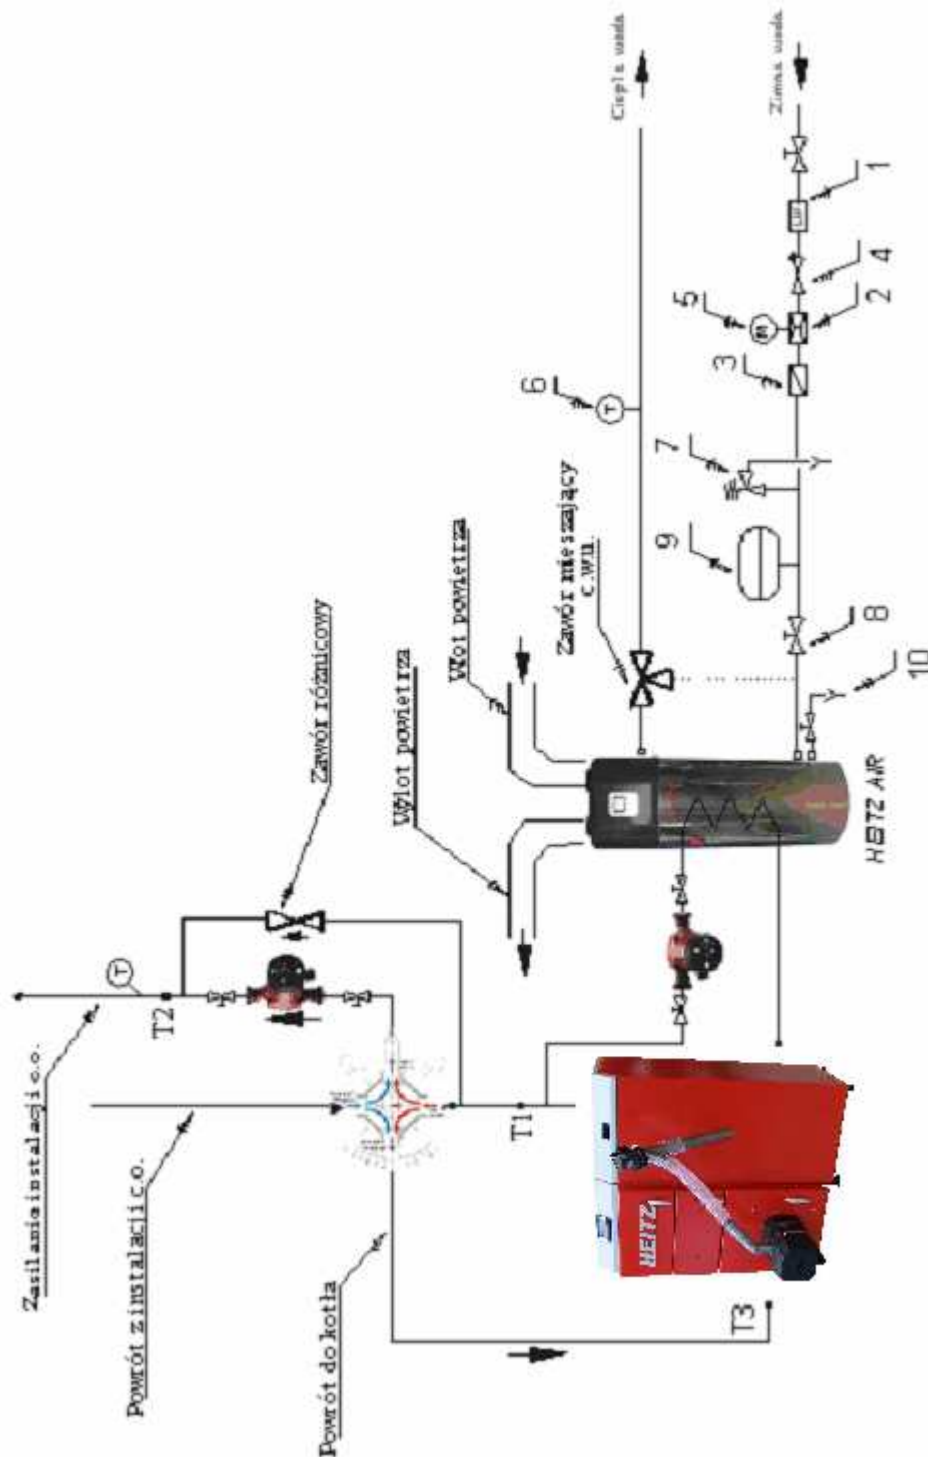 Zasilanie instalacji c.o.
Powrót z instalacji c.o.
Powrót do kotła
T
T2
Zawór różnicowy
T1
T3
HEITZ
Wylot powietrza
Wlot powietrza
Zawór mieszający
c.w.u.
HEITZ AIR
Ciepła woda
Zimna woda
T
6
5
M
1
4
2
3
7
9
8
10